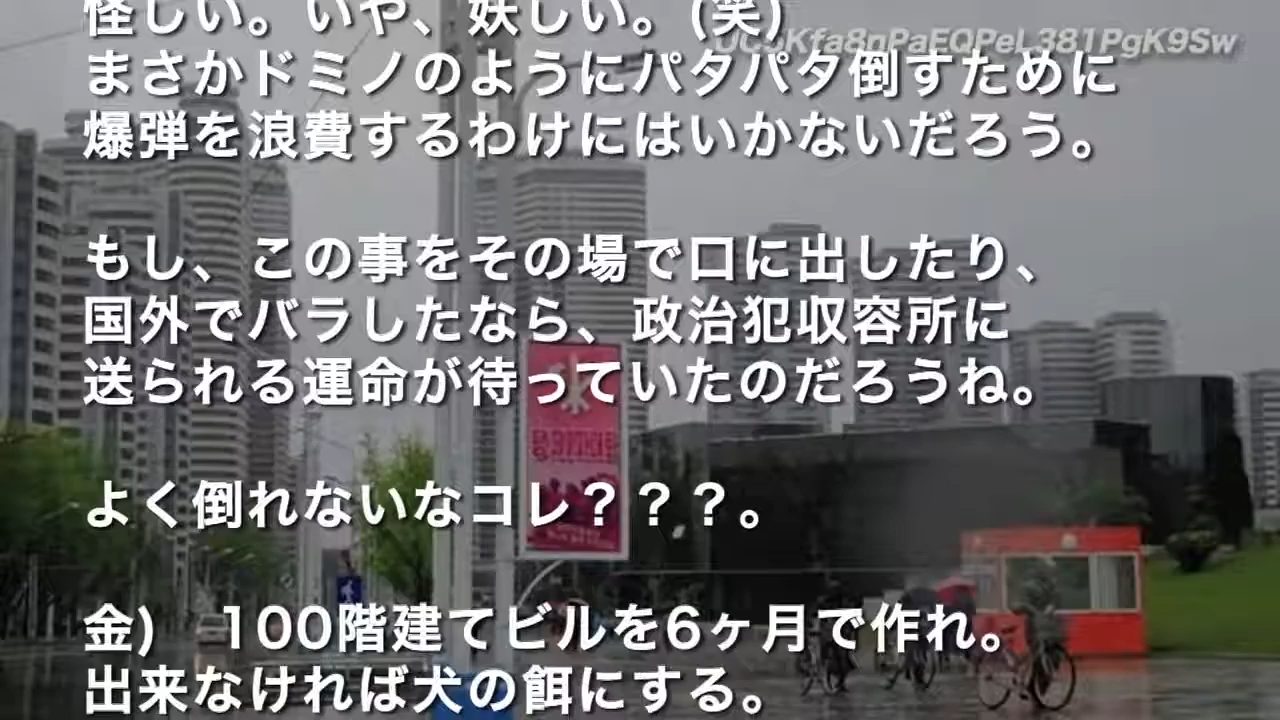 怪しい。いや、妖しい。(笑)
UCSKfa8nPaEQPeL381PgK9Sw
まさかドミノのようにパタパタ倒すために
爆弾を浪費するわけにはいかないだろう。
もし、この事をその場で口に出したり、
国外でバラしたなら、政治犯収容所に
送られる運命が待っていたのだろうね。
よく倒れないなコレ？？？。
金)　100階建てビルを6ヶ月で作れ。
出来なければ犬の餌にする。